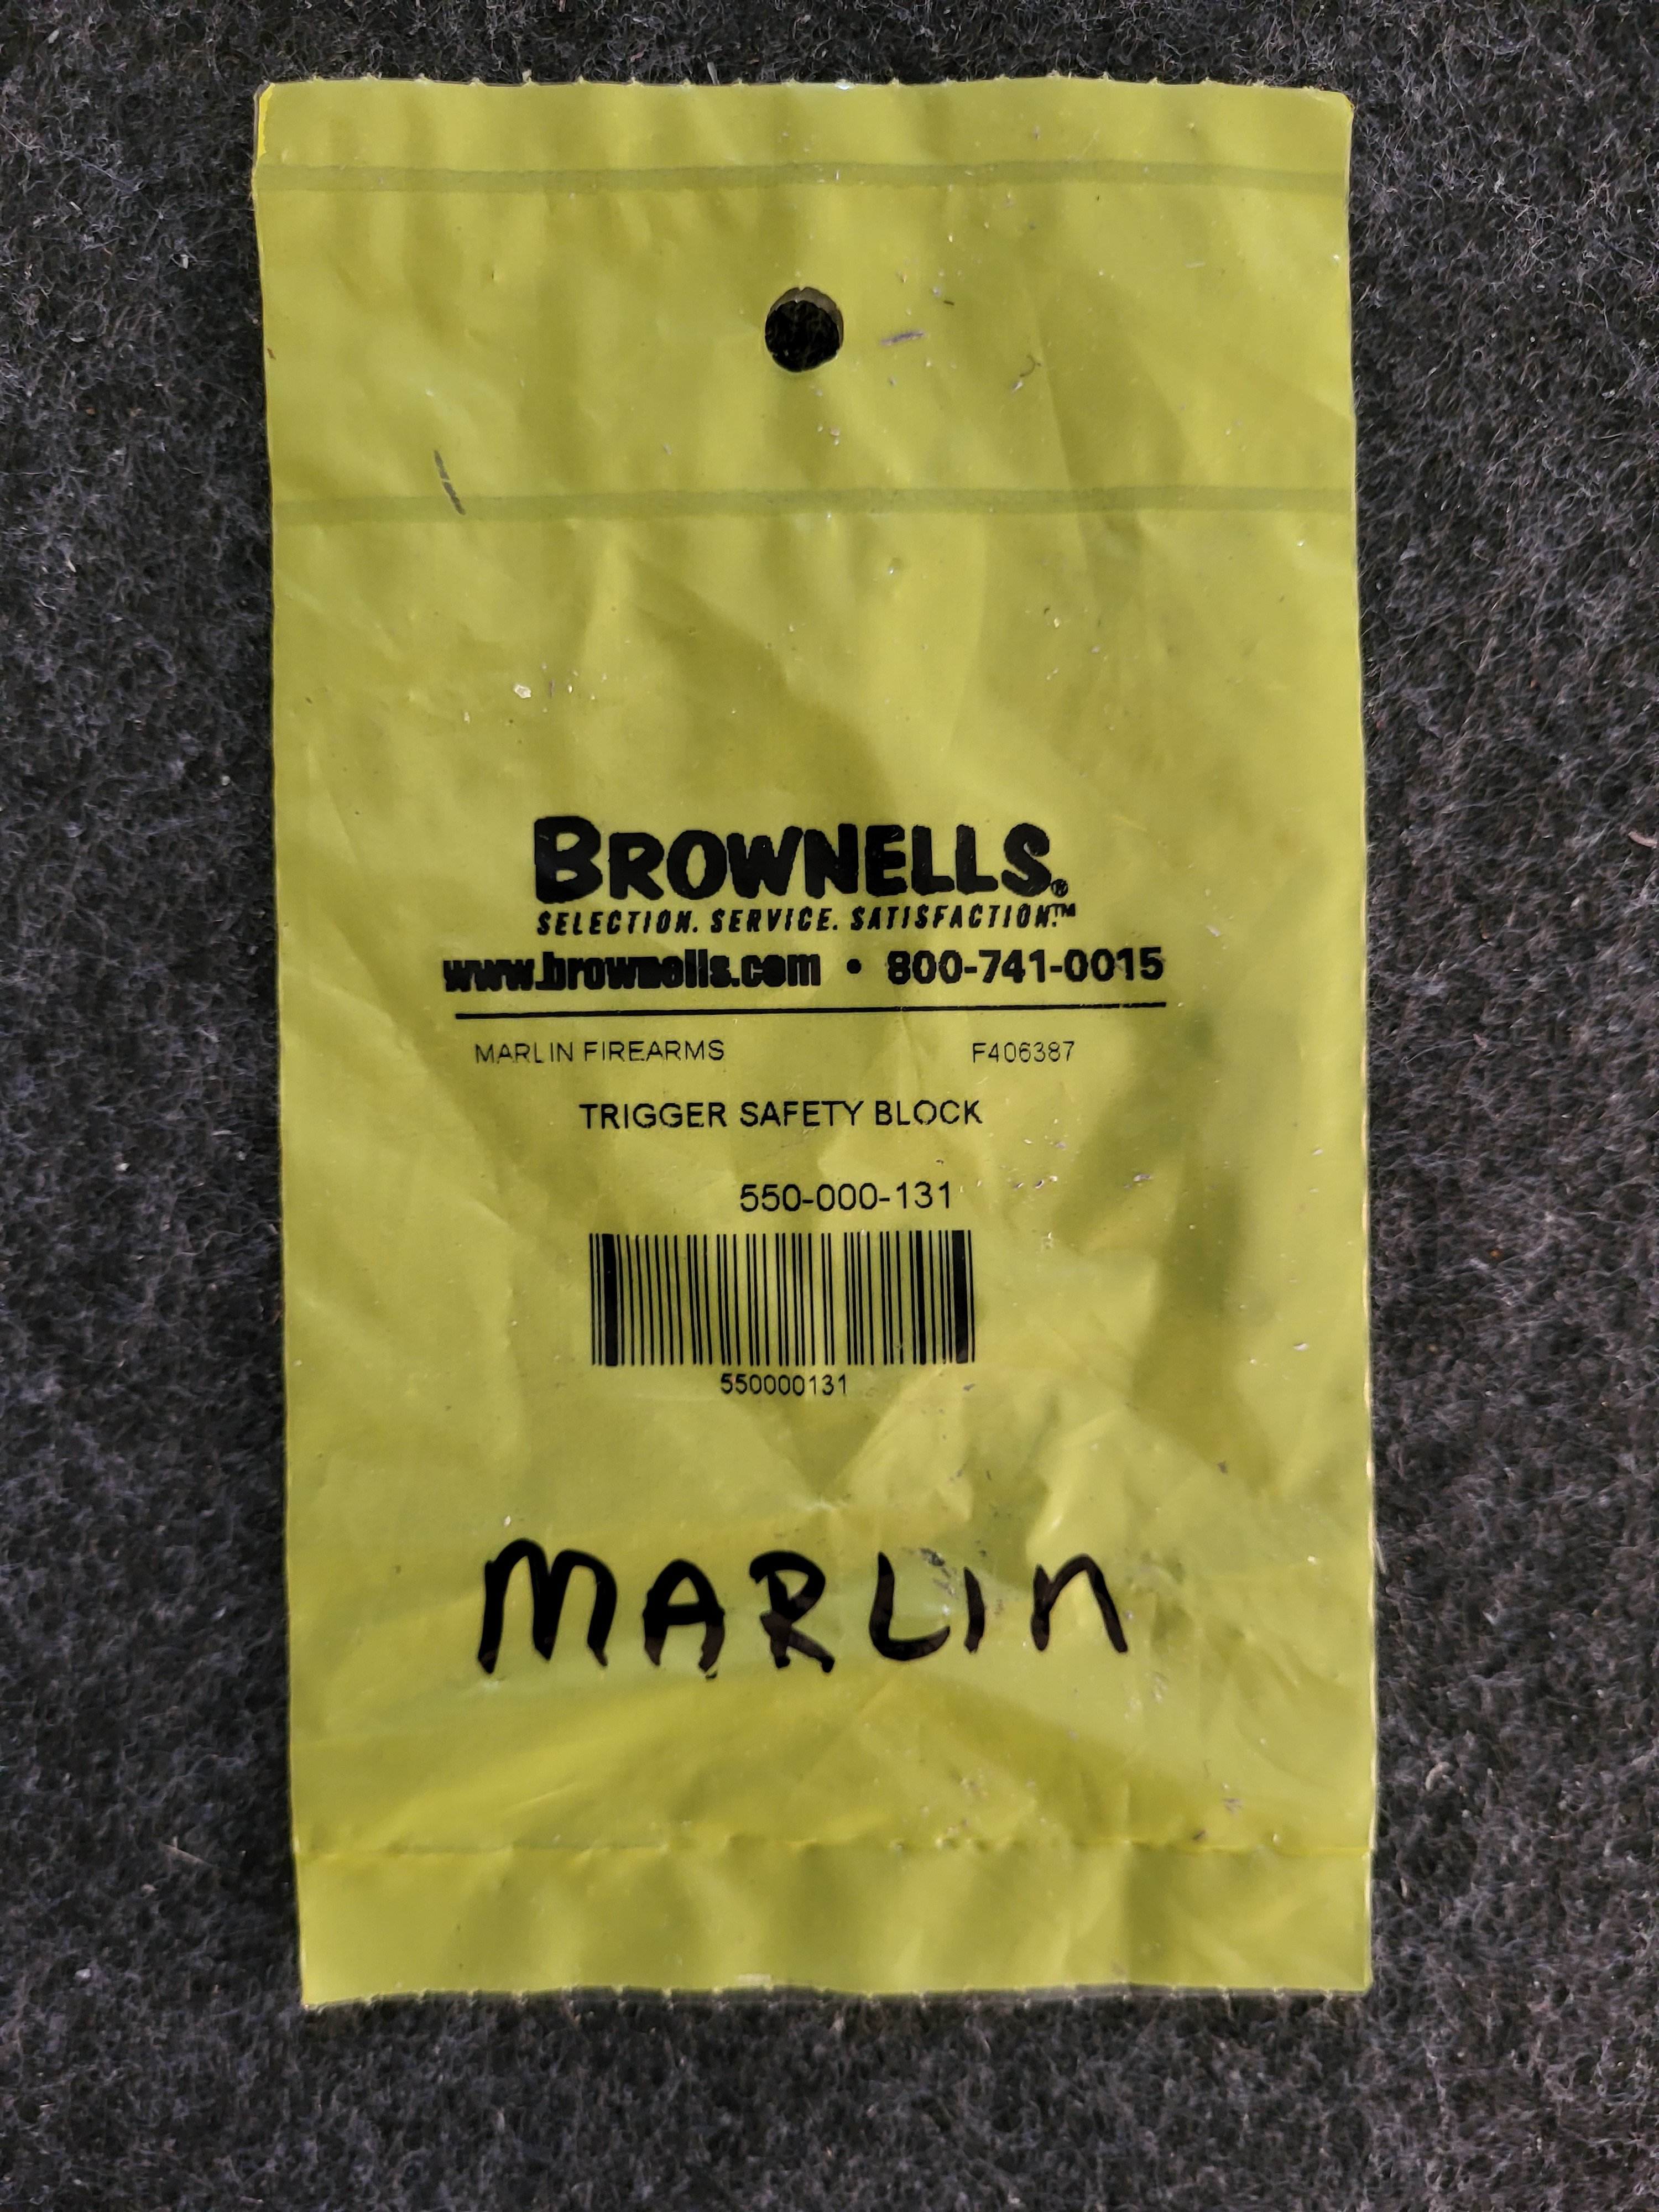 BROWNELLS®
SELECTION. SERVICE. SATISFACTION.™
www.brownells.com • 800-741-0015
MARLIN FIREARMS F406387
TRIGGER SAFETY BLOCK
550-000-131
550000131
MARLIN